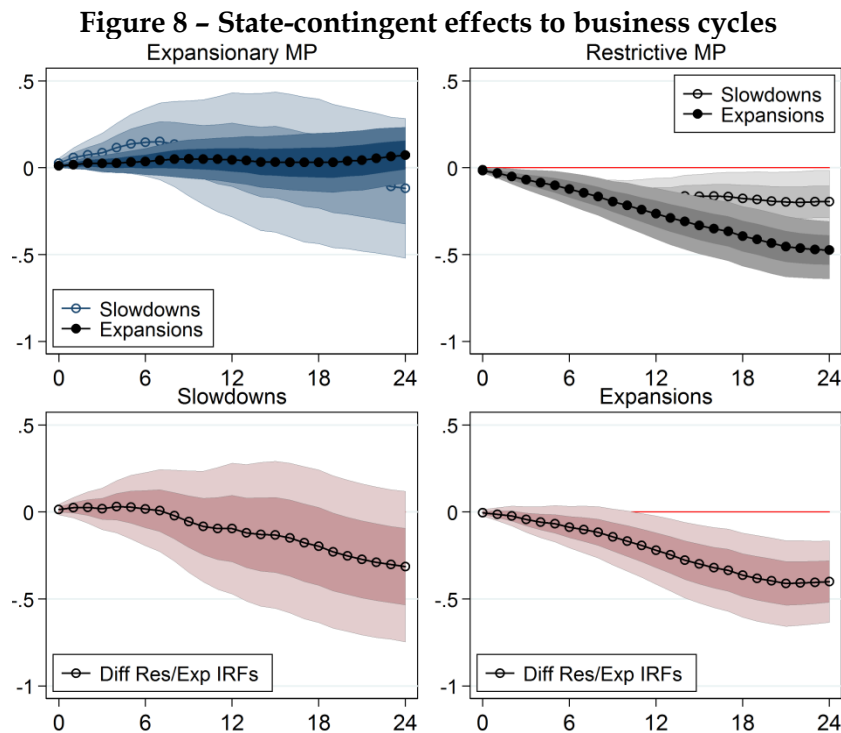 Figure 8 – State-contingent effects to business cycles
Expansionary MP
.5
0
-.5
-1
Slowdowns
Expansions
0 6 12 18 24
Restrictive MP
.5
0
-.5
-1
Slowdowns
Expansions
0 6 12 18 24
Slowdowns
.5
0
-.5
-1
Diff Res/Exp IRFs
0 6 12 18 24
Expansions
.5
0
-.5
-1
Diff Res/Exp IRFs
0 6 12 18 24